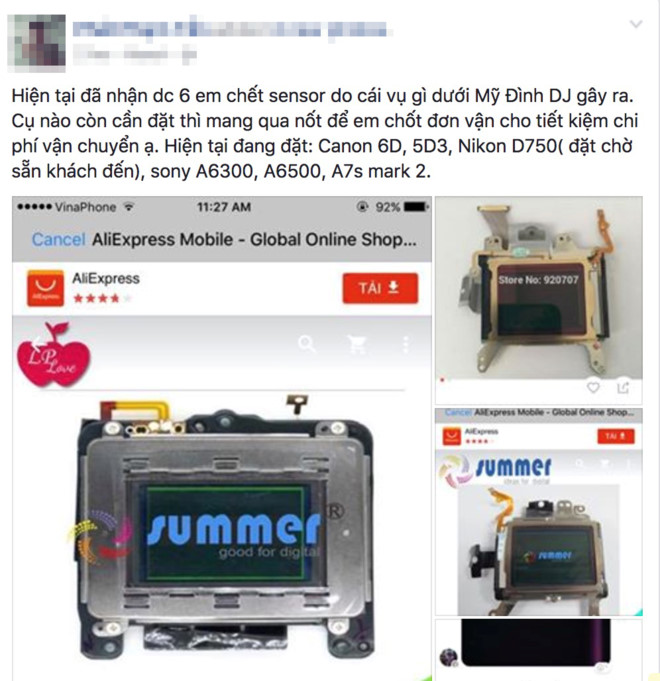 Hiện tại đã nhận dc 6 em chết sensor do cái vụ gì dưới Mỹ Đình DJ gây ra.
Cụ nào còn cần đặt thì mang qua nốt để em chốt đơn vận cho tiết kiệm chi
phí vận chuyển ạ. Hiện tại đang đặt: Canon 6D, 5D3, Nikon D750( đặt chờ
sẵn khách đến), sony A6300, A6500, A7s mark 2.
VinaPhone 11:27 AM 92%
Cancel AliExpress Mobile - Global Online Shop...
AliExpress
TẢI
LP
Love
summer®
good for digital
Store No: 920707
Cancel AliExpress Mobile - Global Online Shop...
AliExpress
TẢI
summer
summer